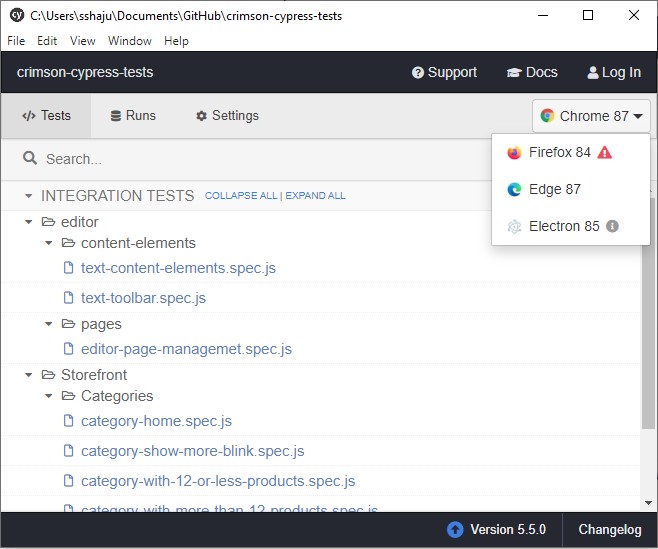 C:\Users\sshaju\Documents\GitHub\crimson-cypress-tests
File Edit View Window Help
crimson-cypress-tests Support Docs Log In
Tests Runs Settings Chrome 87
Firefox 84
Search...
Edge 87
INTEGRATION TESTS COLLAPSE ALL | EXPAND ALL
Electron 85
editor
content-elements
text-content-elements.spec.js
text-toolbar.spec.js
pages
editor-page-managemet.spec.js
Storefront
Categories
category-home.spec.js
category-show-more-blink.spec.js
category-with-12-or-less-products.spec.js
category-with-more-than-12-products.spec.js
Version 5.5.0 Changelog